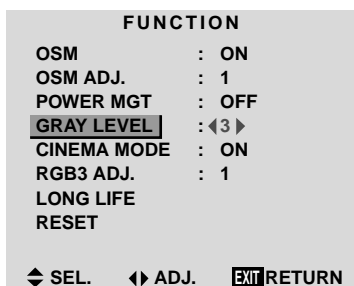 FUNCTION
OSM : ON
OSM ADJ. : 1
POWER MGT : OFF
GRAY LEVEL : 3
CINEMA MODE : ON
RGB3 ADJ. : 1
LONG LIFE
RESET
SEL. ADJ. EXIT RETURN